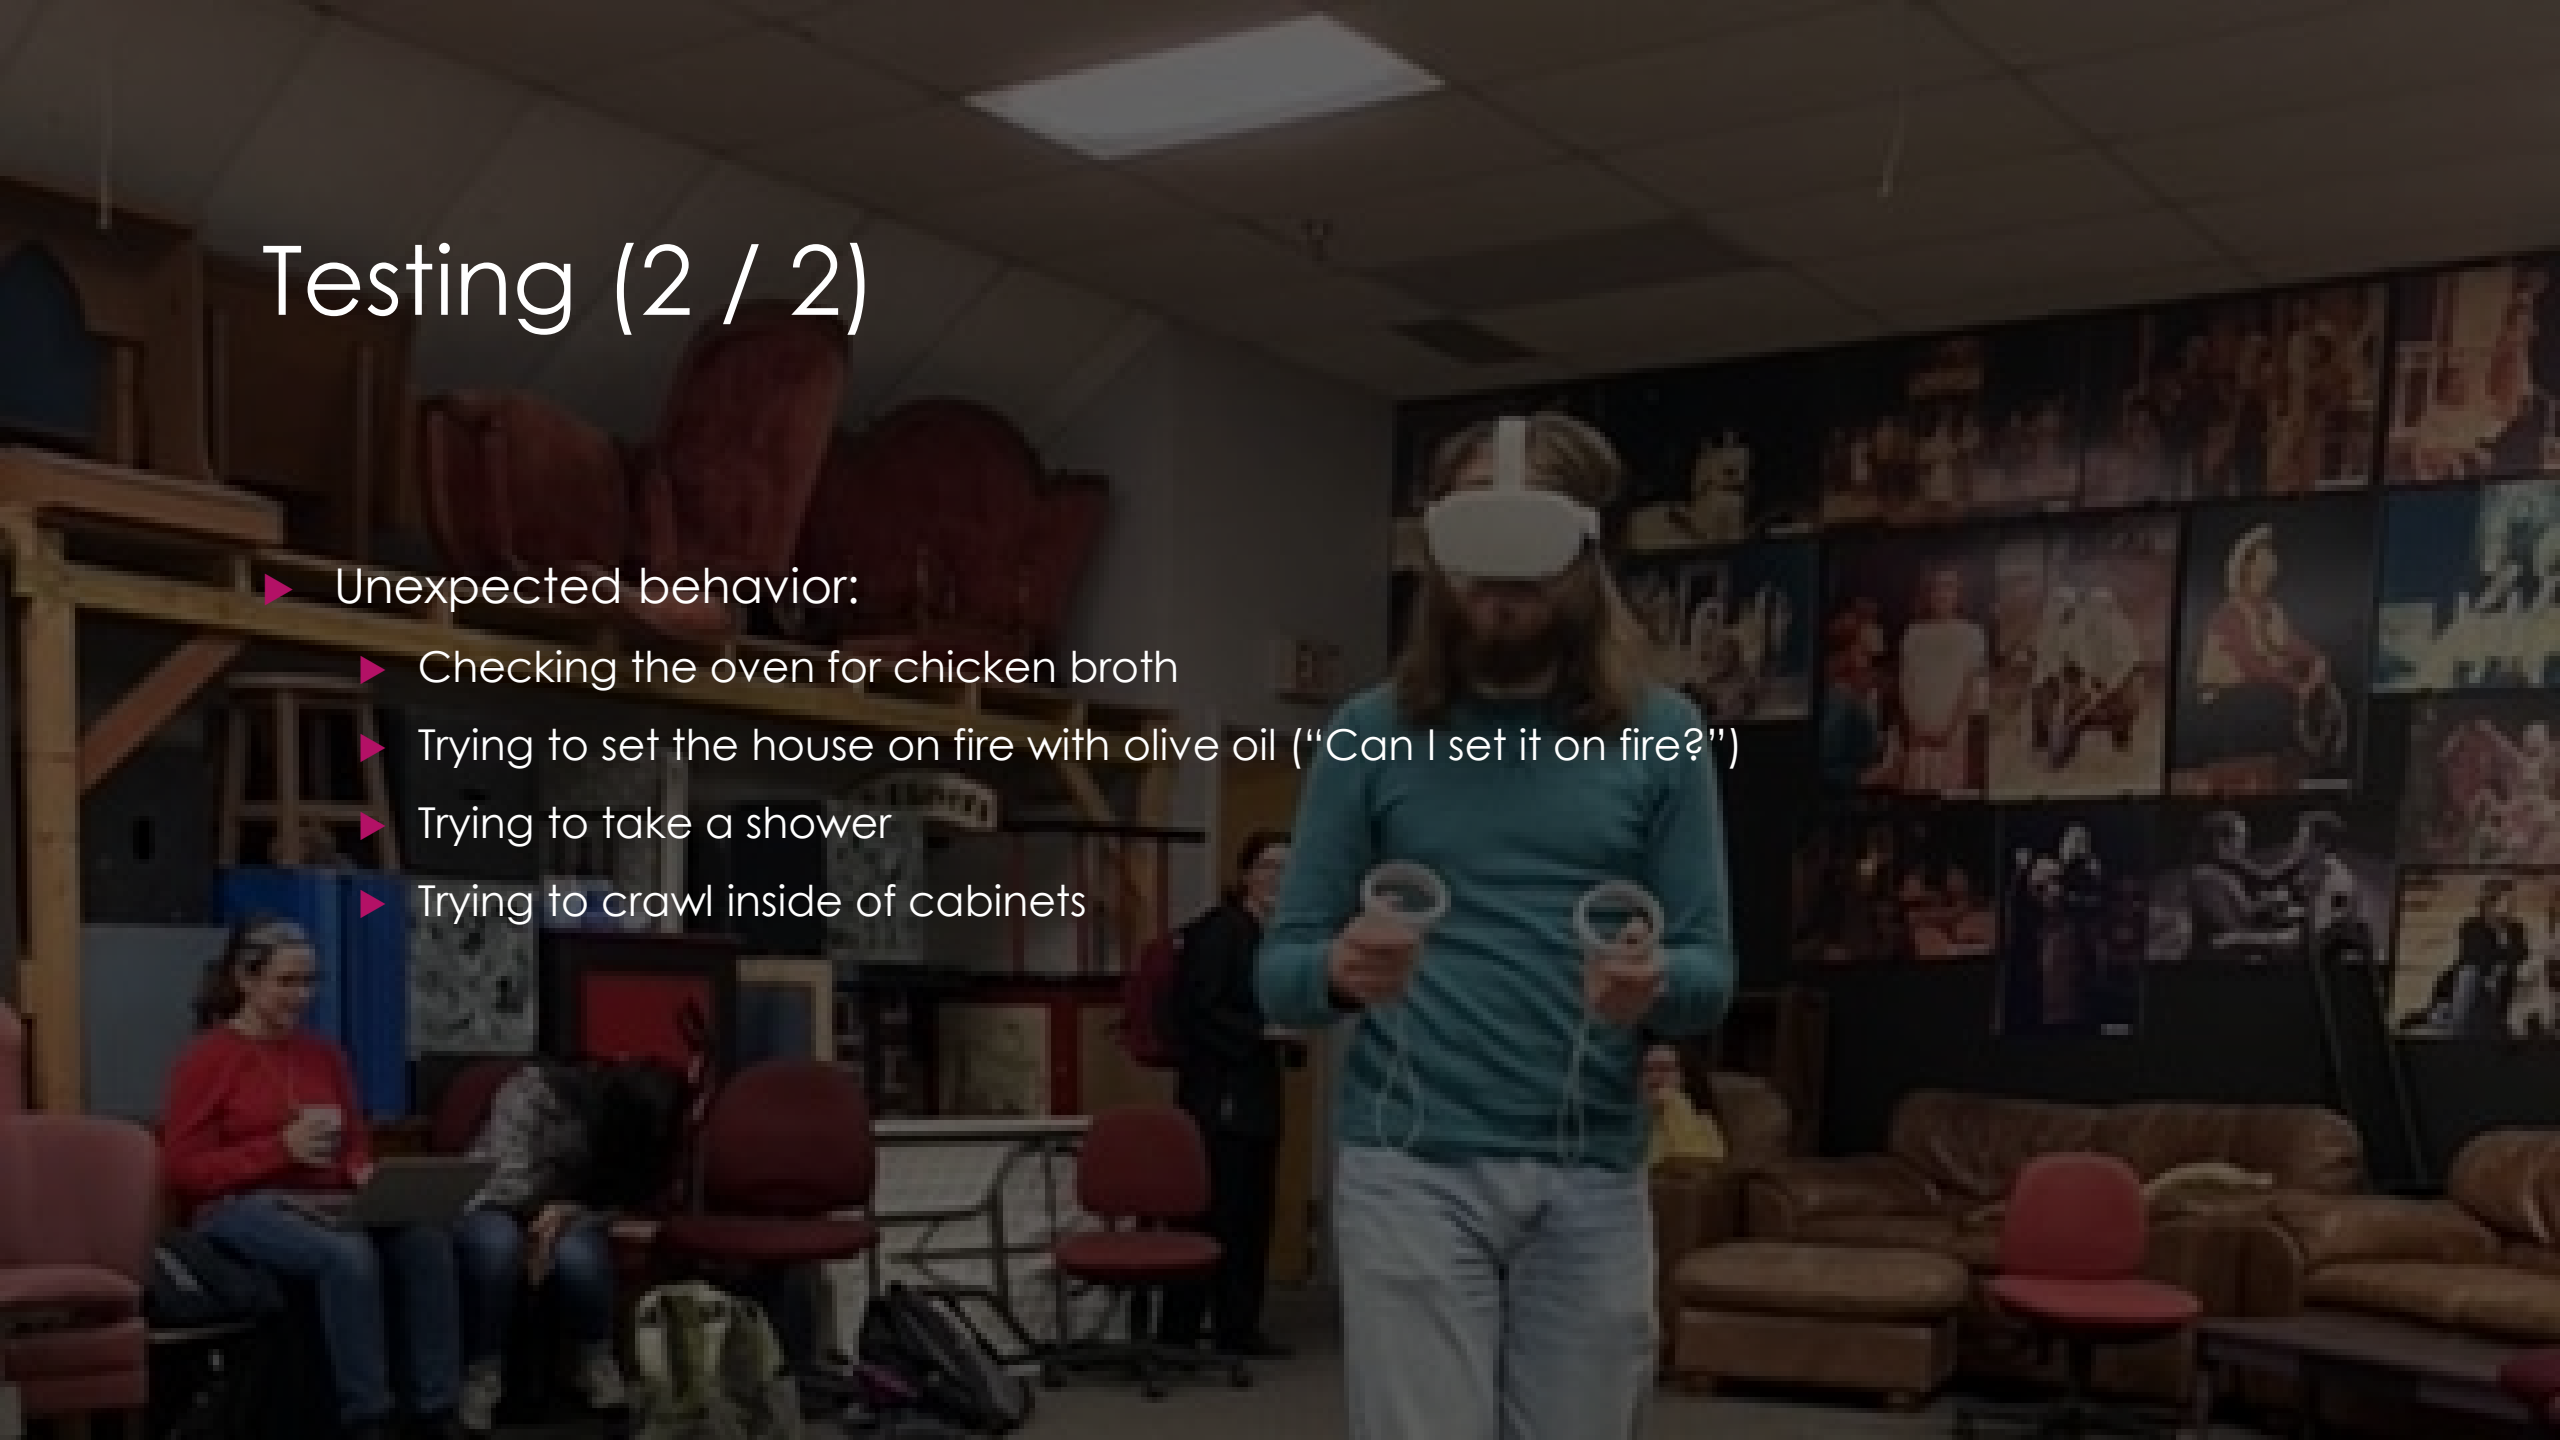 Testing (2 / 2)
Unexpected behavior:
Checking the oven for chicken broth
Trying to set the house on fire with olive oil (“Can I set it on fire?”)
Trying to take a shower
Trying to crawl inside of cabinets